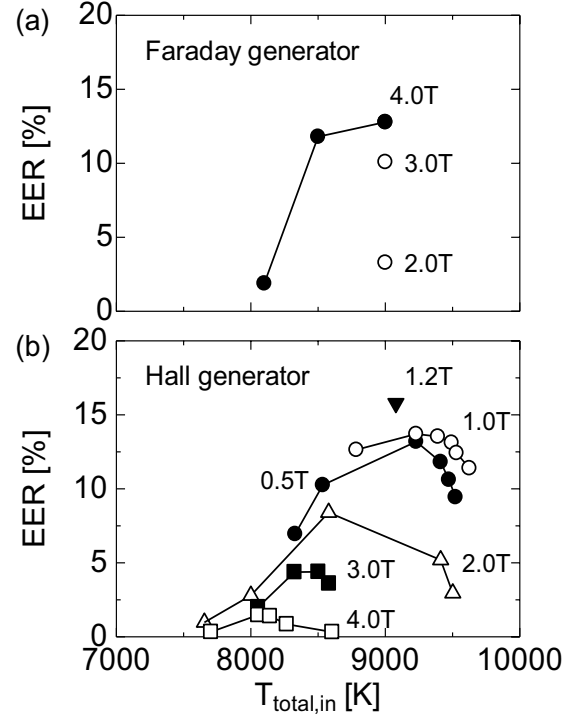 (a)
20
15
10
5
0
EER [%]
Faraday generator
4.0T
3.0T
2.0T
(b)
20
15
10
5
0
EER [%]
Hall generator
1.2T
1.0T
0.5T
2.0T
3.0T
4.0T
7000 8000 9000 10000
T_total,in [K]